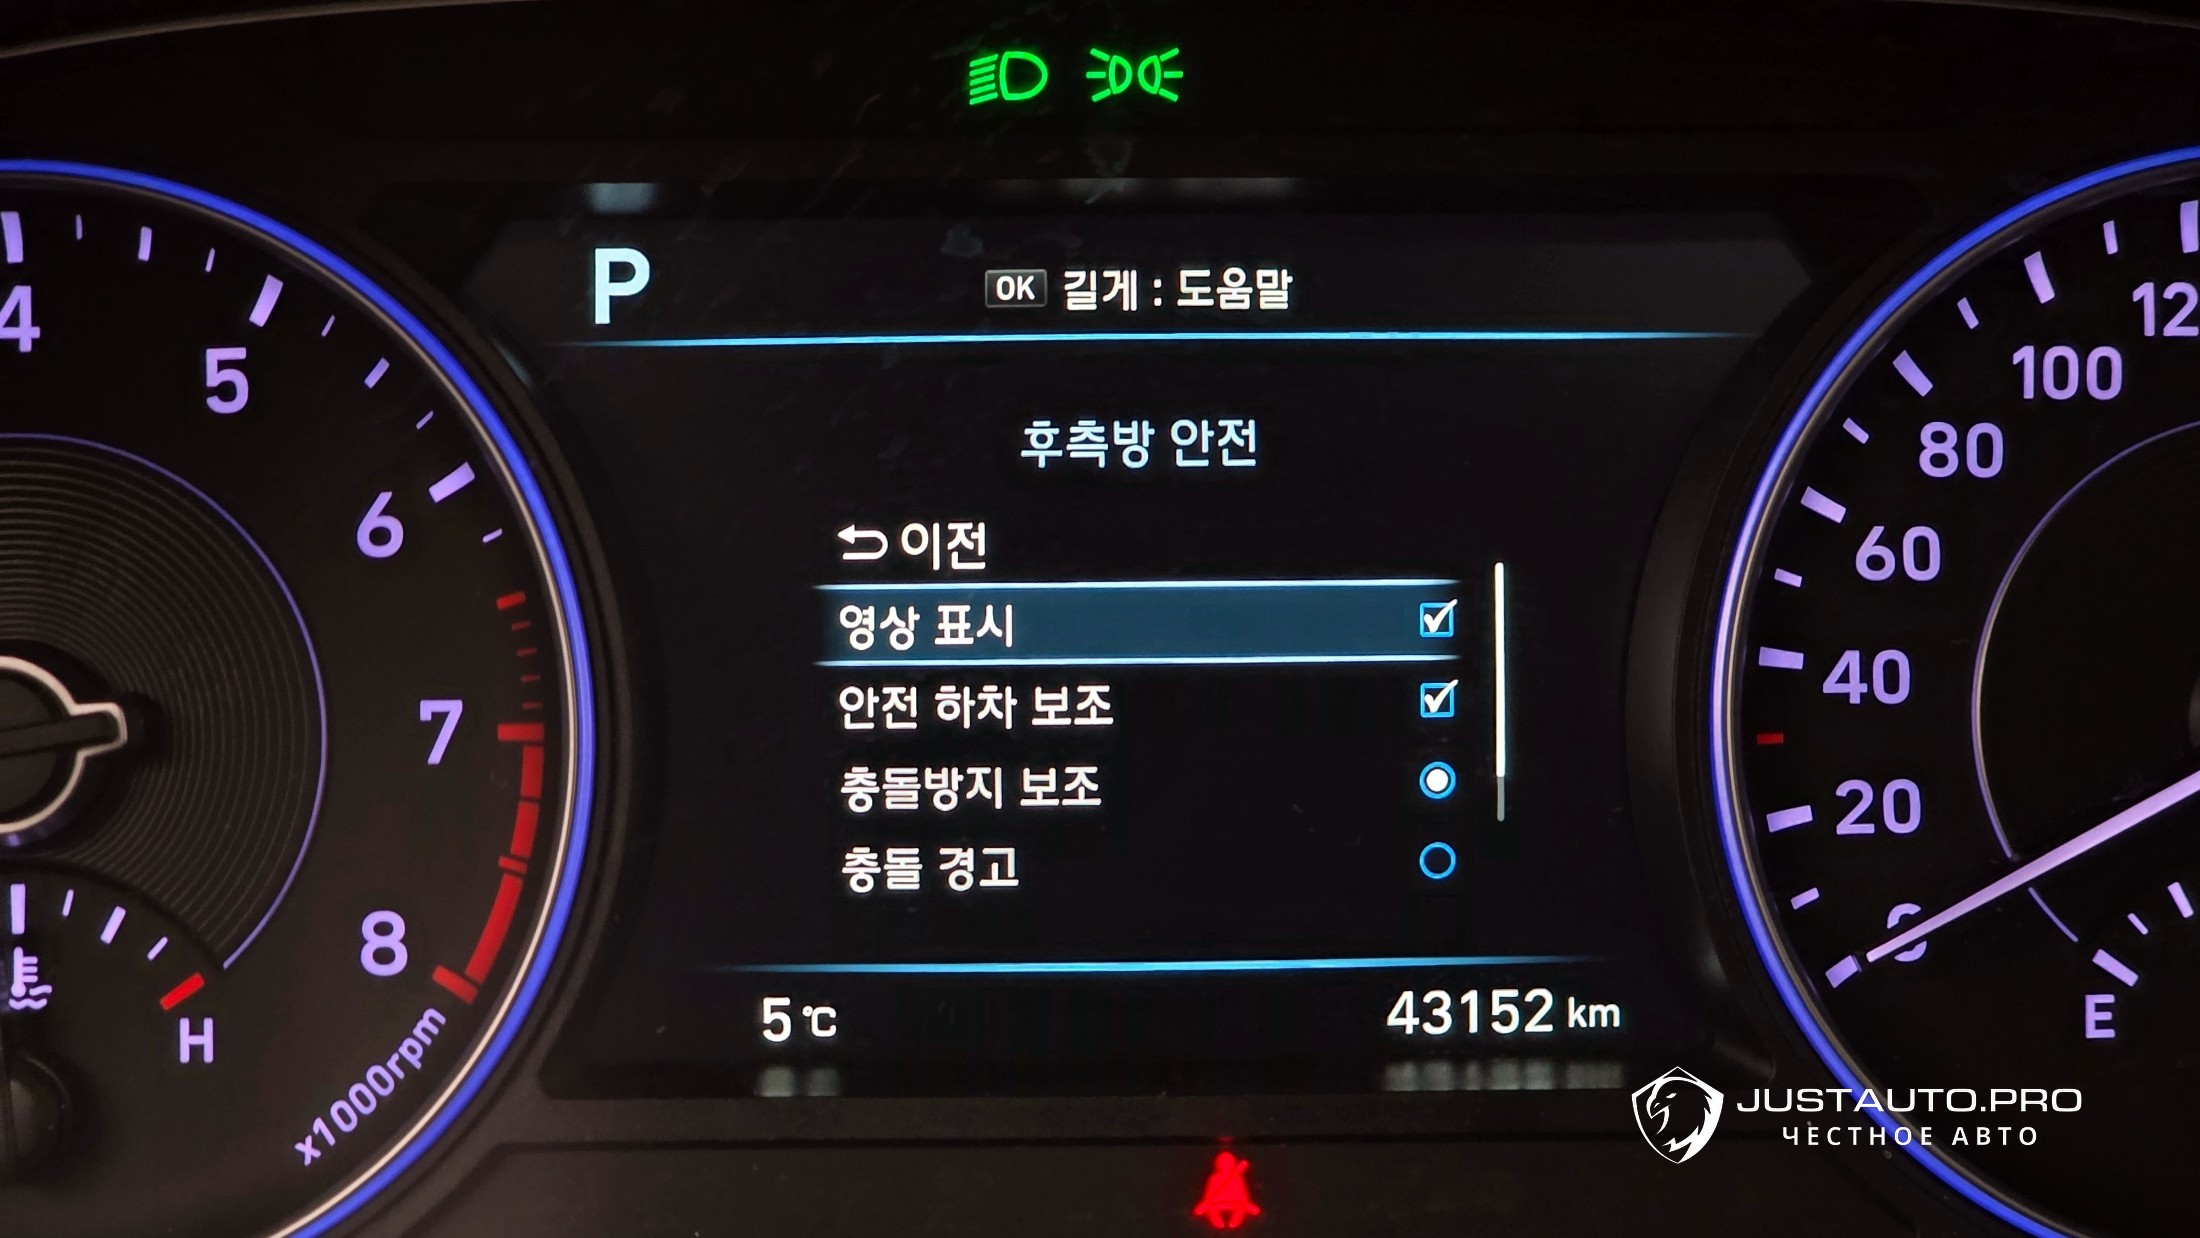 P
OK 길게 : 도움말
후측방 안전
이전
영상 표시
안전 하차 보조
충돌방지 보조
충돌 경고
5 ℃
43152 km
4
5
6
7
8
x1000rpm
H
12
100
80
60
40
20
0
E
JUSTAUTO.PRO
ЧЕСТНОЕ АВТО